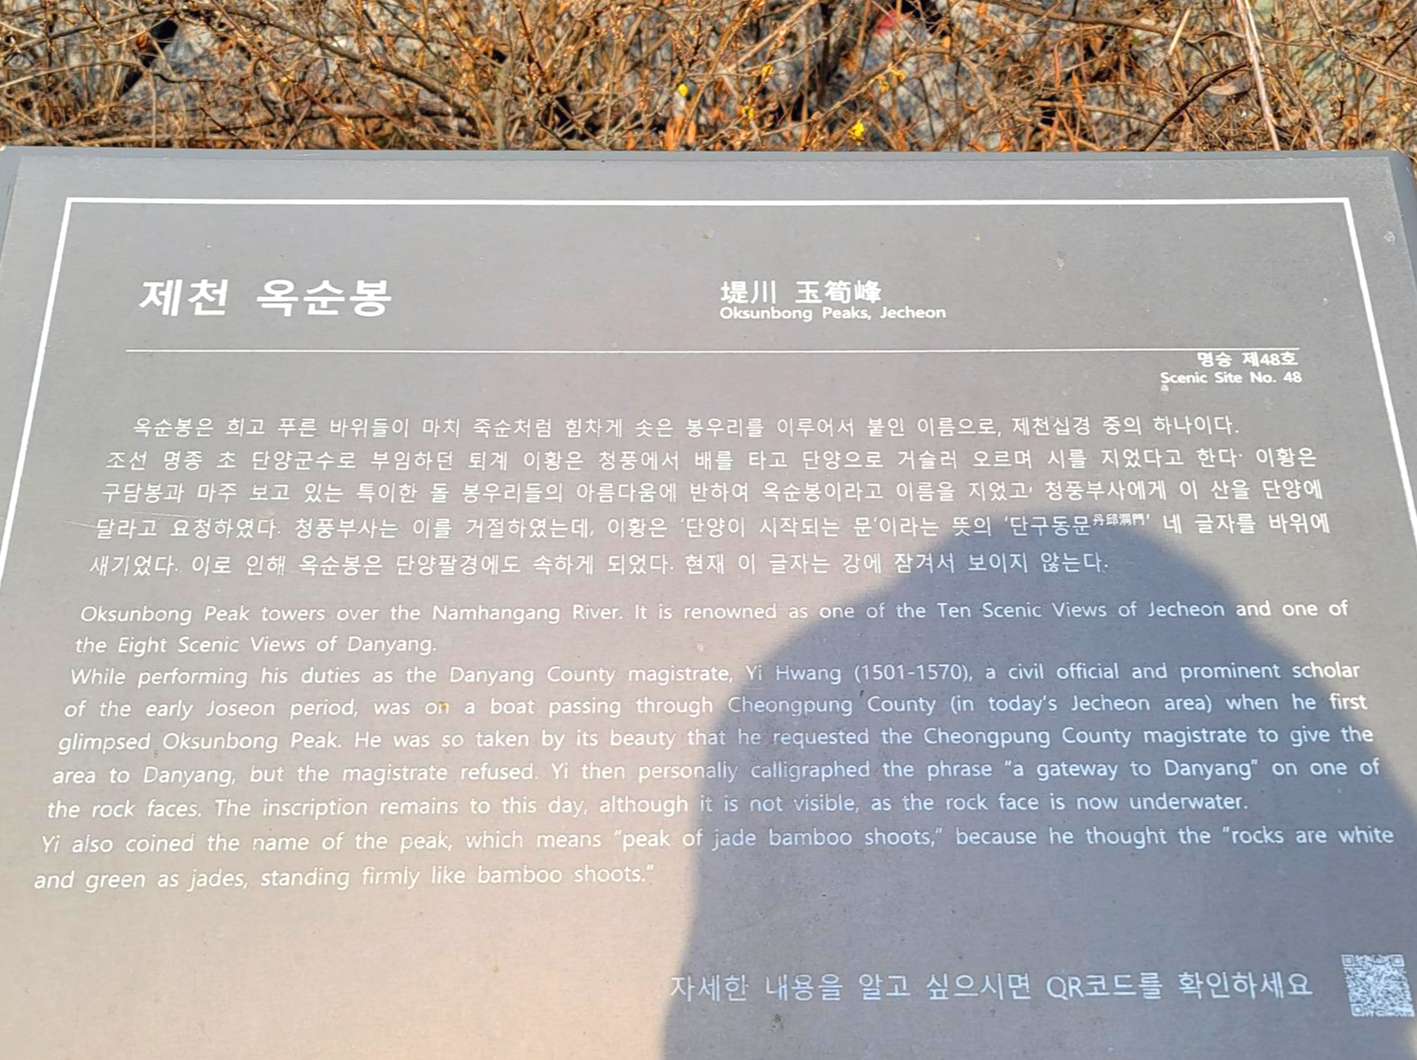 제천 옥순봉
堤川 玉筍峰
Oksunbong Peaks, Jecheon
명승 제48호
Scenic Site No. 48
옥순봉은 희고 푸른 바위들이 마치 죽순처럼 힘차게 솟은 봉우리를 이루어서 붙인 이름으로, 제천십경 중의 하나이다.
조선 명종 초 단양군수로 부임하던 퇴계 이황은 청풍에서 배를 타고 단양으로 거슬러 오르며 시를 지었다고 한다. 이황은
구담봉과 마주 보고 있는 특이한 돌 봉우리들의 아름다움에 반하여 옥순봉이라고 이름을 지었고, 청풍부사에게 이 산을 단양에
달라고 요청하였다. 청풍부사는 이를 거절하였는데, 이황은 '단양이 시작되는 문'이라는 뜻의 '단구동문丹邱洞門' 네 글자를 바위에
새기었다. 이로 인해 옥순봉은 단양팔경에도 속하게 되었다. 현재 이 글자는 강에 잠겨서 보이지 않는다.
Oksunbong Peak towers over the Namhangang River. It is renowned as one of the Ten Scenic Views of Jecheon and one of
the Eight Scenic Views of Danyang.
While performing his duties as the Danyang County magistrate, Yi Hwang (1501-1570), a civil official and prominent scholar
of the early Joseon period, was on a boat passing through Cheongpung County (in today's Jecheon area) when he first
glimpsed Oksunbong Peak. He was so taken by its beauty that he requested the Cheongpung County magistrate to give the
area to Danyang, but the magistrate refused. Yi then personally calligraphed the phrase "a gateway to Danyang" on one of
the rock faces. The inscription remains to this day, although it is not visible, as the rock face is now underwater.
Yi also coined the name of the peak, which means "peak of jade bamboo shoots," because he thought the "rocks are white
and green as jades, standing firmly like bamboo shoots."
자세한 내용을 알고 싶으시면 QR코드를 확인하세요